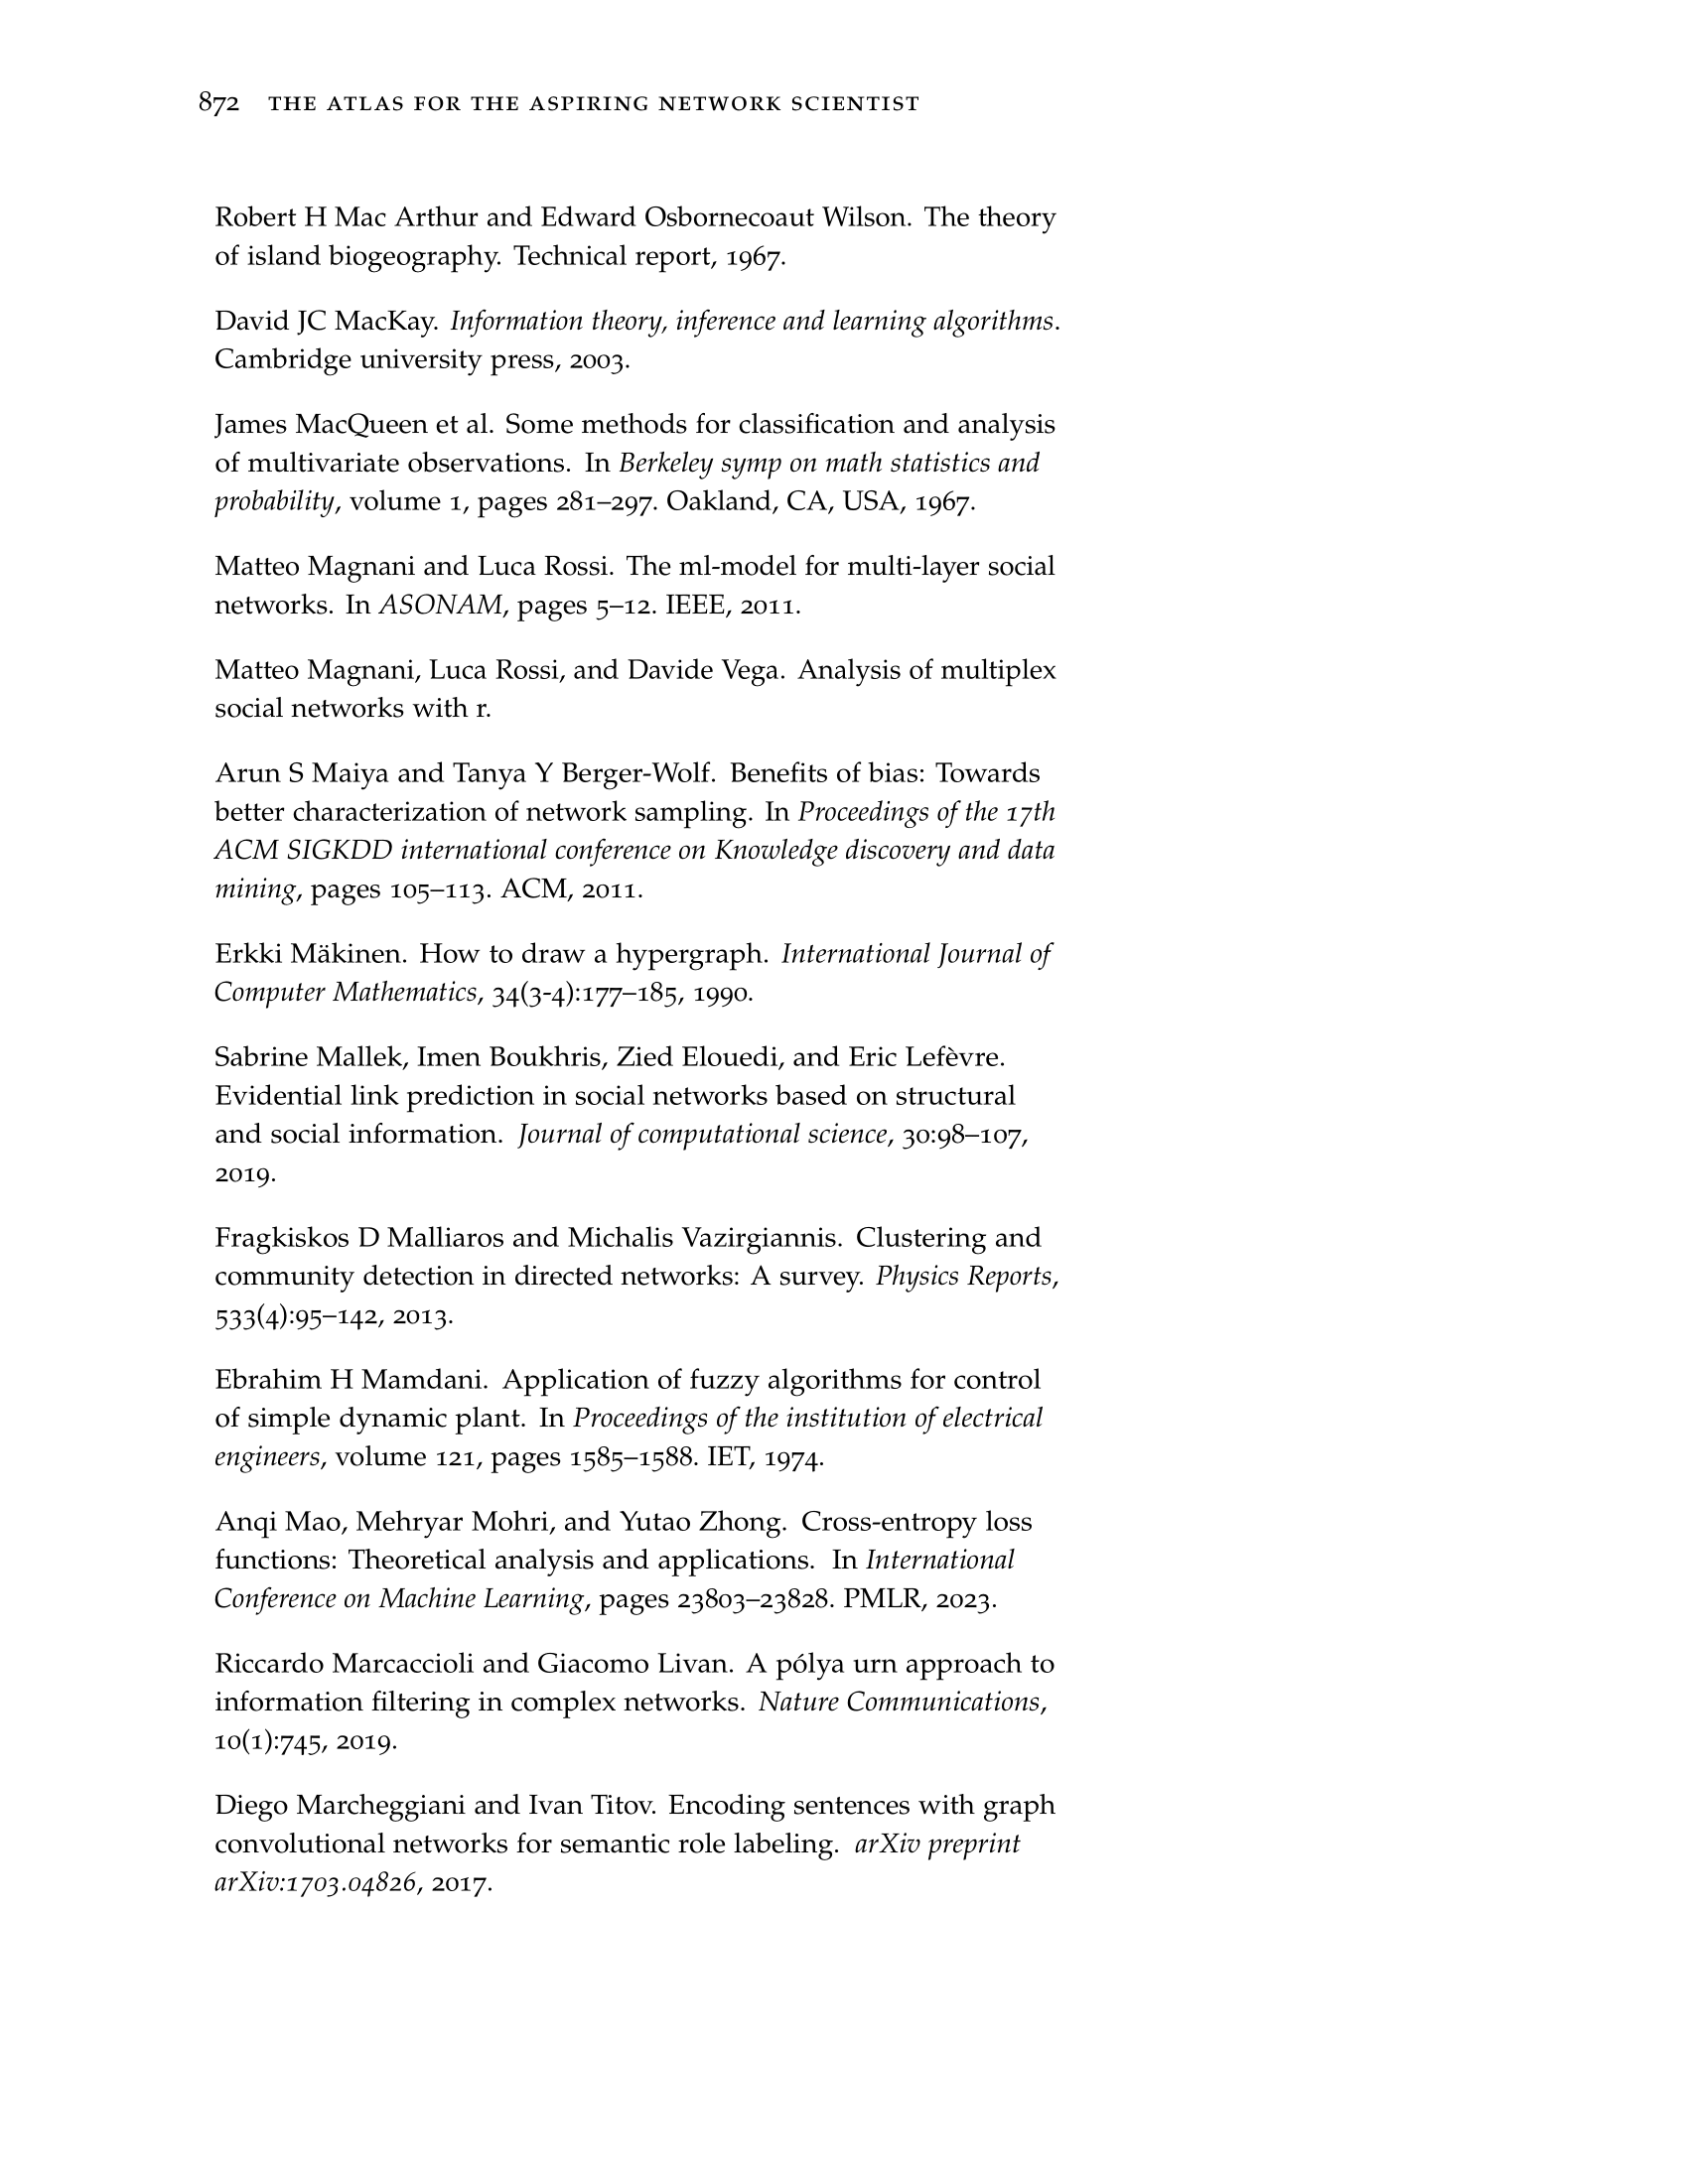 872 THE ATLAS FOR THE ASPIRING NETWORK SCIENTIST
Robert H Mac Arthur and Edward Osbornecoaut Wilson. The theory
of island biogeography. Technical report, 1967.
David JC MacKay. Information theory, inference and learning algorithms.
Cambridge university press, 2003.
James MacQueen et al. Some methods for classification and analysis
of multivariate observations. In Berkeley symp on math statistics and
probability, volume 1, pages 281–297. Oakland, CA, USA, 1967.
Matteo Magnani and Luca Rossi. The ml-model for multi-layer social
networks. In ASONAM, pages 5–12. IEEE, 2011.
Matteo Magnani, Luca Rossi, and Davide Vega. Analysis of multiplex
social networks with r.
Arun S Maiya and Tanya Y Berger-Wolf. Benefits of bias: Towards
better characterization of network sampling. In Proceedings of the 17th
ACM SIGKDD international conference on Knowledge discovery and data
mining, pages 105–113. ACM, 2011.
Erkki Mäkinen. How to draw a hypergraph. International Journal of
Computer Mathematics, 34(3-4):177–185, 1990.
Sabrine Mallek, Imen Boukhris, Zied Elouedi, and Eric Lefèvre.
Evidential link prediction in social networks based on structural
and social information. Journal of computational science, 30:98–107,
2019.
Fragkiskos D Malliaros and Michalis Vazirgiannis. Clustering and
community detection in directed networks: A survey. Physics Reports,
533(4):95–142, 2013.
Ebrahim H Mamdani. Application of fuzzy algorithms for control
of simple dynamic plant. In Proceedings of the institution of electrical
engineers, volume 121, pages 1585–1588. IET, 1974.
Anqi Mao, Mehryar Mohri, and Yutao Zhong. Cross-entropy loss
functions: Theoretical analysis and applications. In International
Conference on Machine Learning, pages 23803–23828. PMLR, 2023.
Riccardo Marcaccioli and Giacomo Livan. A pólya urn approach to
information filtering in complex networks. Nature Communications,
10(1):745, 2019.
Diego Marcheggiani and Ivan Titov. Encoding sentences with graph
convolutional networks for semantic role labeling. arXiv preprint
arXiv:1703.04826, 2017.